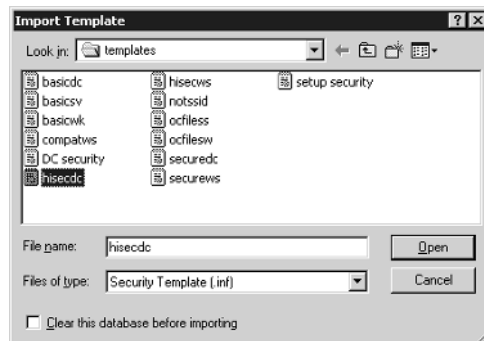 Import Template
Look in: templates
basicdc hisecws setup security
basicsv notssid
basicwk ocfiless
compatws ocfilesw
DC security securedc
hisecdc securews
File name: hisecdc Open
Files of type: Security Template (.inf) Cancel
Clear this database before importing